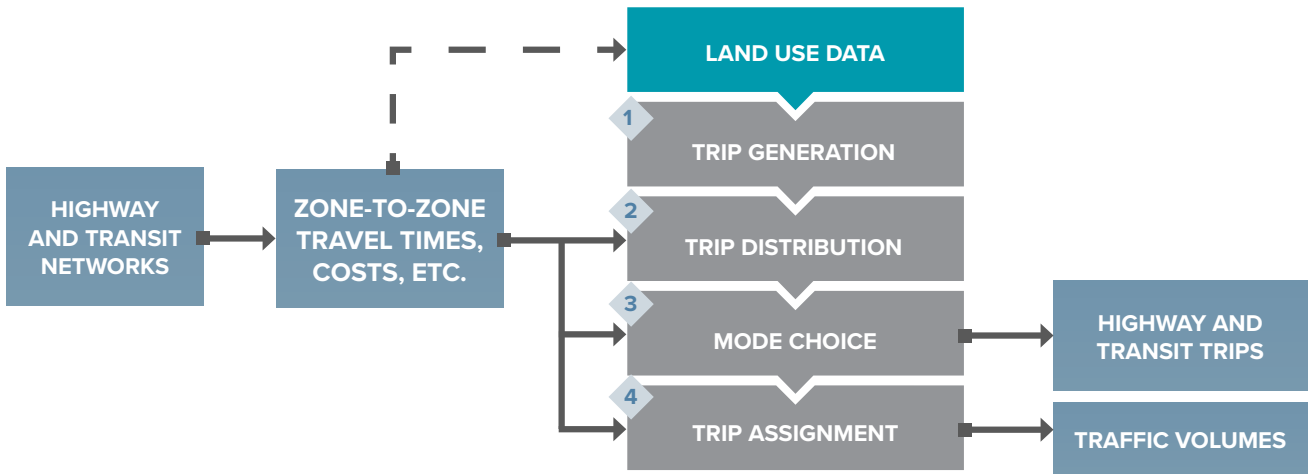 LAND USE DATA
1
TRIP GENERATION
HIGHWAY
AND TRANSIT
NETWORKS
ZONE-TO-ZONE
TRAVEL TIMES,
COSTS, ETC.
2
TRIP DISTRIBUTION
3
MODE CHOICE
HIGHWAY AND
TRANSIT TRIPS
4
TRIP ASSIGNMENT
TRAFFIC VOLUMES